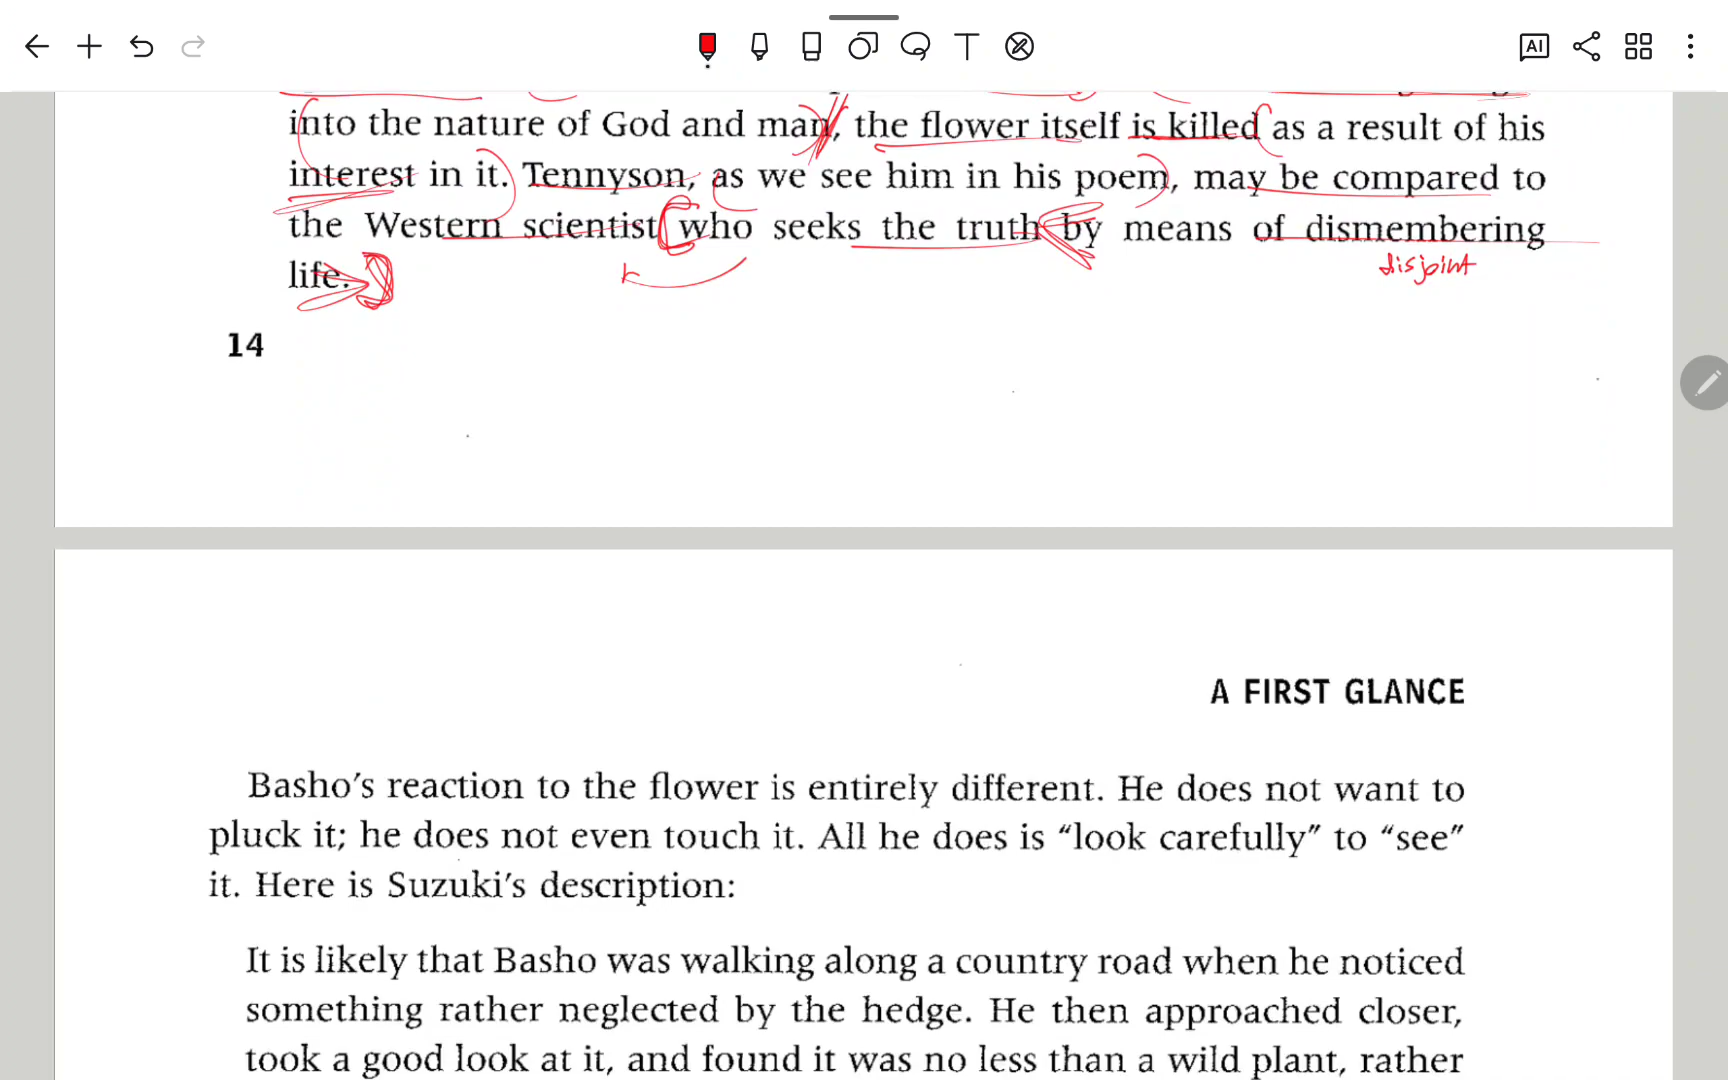 AI
into the nature of God and man, the flower itself is killed as a result of his
interest in it. Tennyson, as we see him in his poem, may be compared to
the Western scientist who seeks the truth by means of dismembering
disjoint
life.
14
A FIRST GLANCE
Basho's reaction to the flower is entirely different. He does not want to
pluck it; he does not even touch it. All he does is “look carefully” to “see”
it. Here is Suzuki's description:
It is likely that Basho was walking along a country road when he noticed
something rather neglected by the hedge. He then approached closer,
took a good look at it, and found it was no less than a wild plant, rather